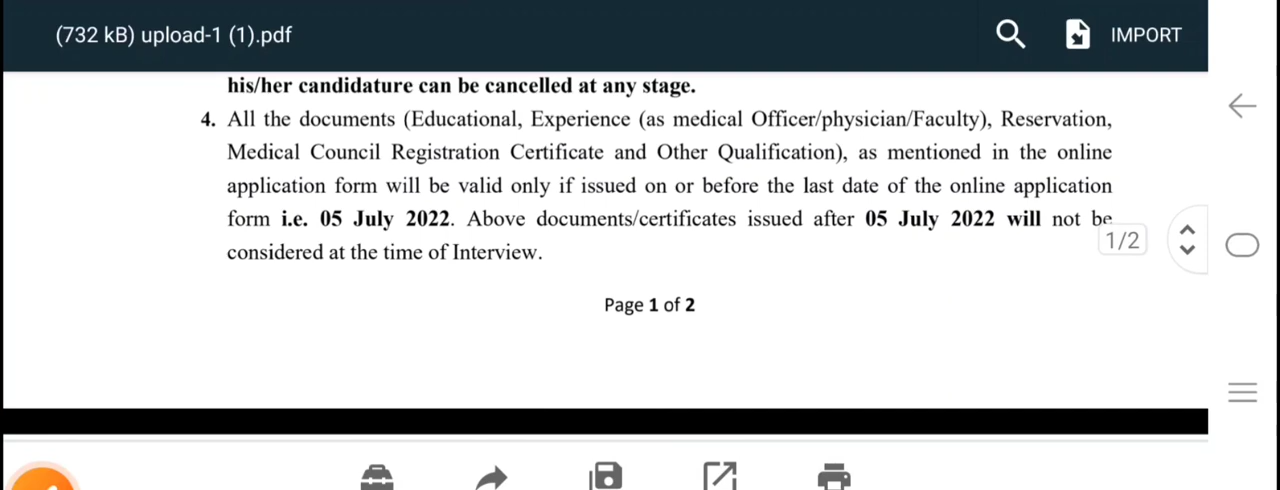 (732 kB) upload-1 (1).pdf
IMPORT
his/her candidature can be cancelled at any stage.
4. All the documents (Educational, Experience (as medical Officer/physician/Faculty), Reservation,
Medical Council Registration Certificate and Other Qualification), as mentioned in the online
application form will be valid only if issued on or before the last date of the online application
form i.e. 05 July 2022. Above documents/certificates issued after 05 July 2022 will not be
considered at the time of Interview.
1/2
Page 1 of 2